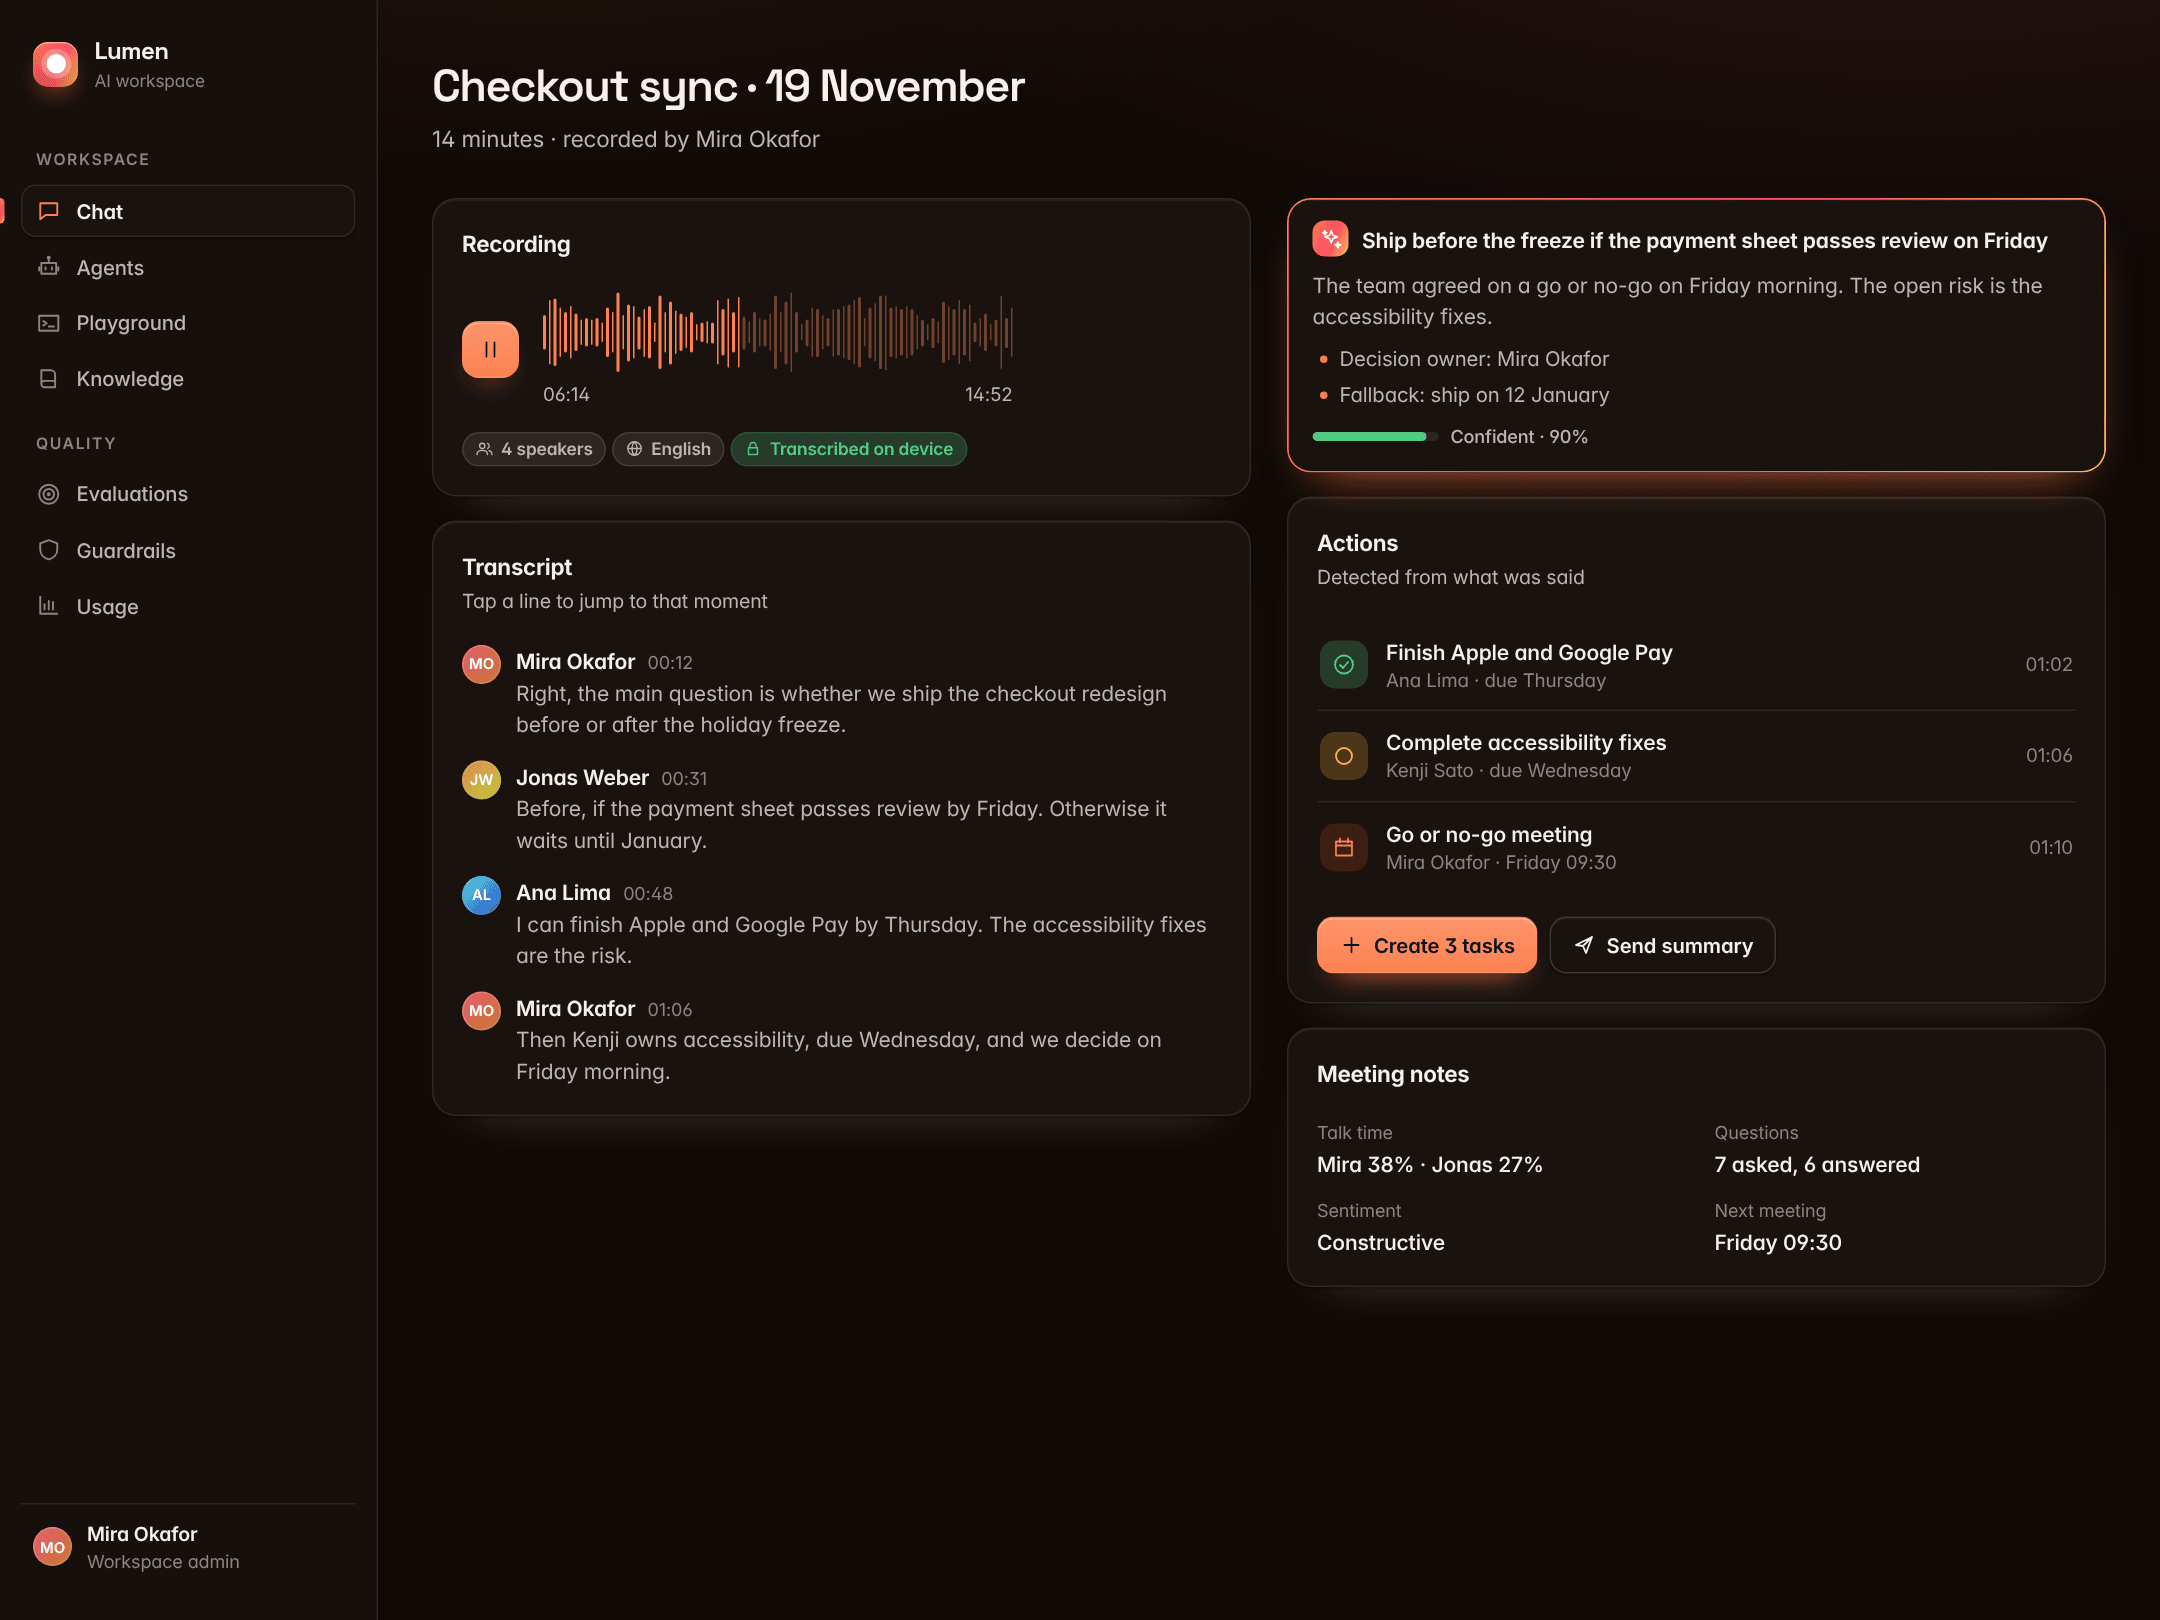 Lumen
AI workspace
WORKSPACE
Chat
Agents
Playground
Knowledge
QUALITY
Evaluations
Guardrails
Usage
MO
Mira Okafor
Workspace admin
Checkout sync · 19 November
14 minutes · recorded by Mira Okafor
Recording
06:14
14:52
4 speakers
English
Transcribed on device
Transcript
Tap a line to jump to that moment
MO
Mira Okafor 00:12
Right, the main question is whether we ship the checkout redesign
before or after the holiday freeze.
JW
Jonas Weber 00:31
Before, if the payment sheet passes review by Friday. Otherwise it
waits until January.
AL
Ana Lima 00:48
I can finish Apple and Google Pay by Thursday. The accessibility fixes
are the risk.
MO
Mira Okafor 01:06
Then Kenji owns accessibility, due Wednesday, and we decide on
Friday morning.
Ship before the freeze if the payment sheet passes review on Friday
The team agreed on a go or no-go on Friday morning. The open risk is the
accessibility fixes.
Decision owner: Mira Okafor
Fallback: ship on 12 January
Confident · 90%
Actions
Detected from what was said
Finish Apple and Google Pay
Ana Lima · due Thursday
01:02
Complete accessibility fixes
Kenji Sato · due Wednesday
01:06
Go or no-go meeting
Mira Okafor · Friday 09:30
01:10
Create 3 tasks
Send summary
Meeting notes
Talk time
Mira 38% · Jonas 27%
Questions
7 asked, 6 answered
Sentiment
Constructive
Next meeting
Friday 09:30